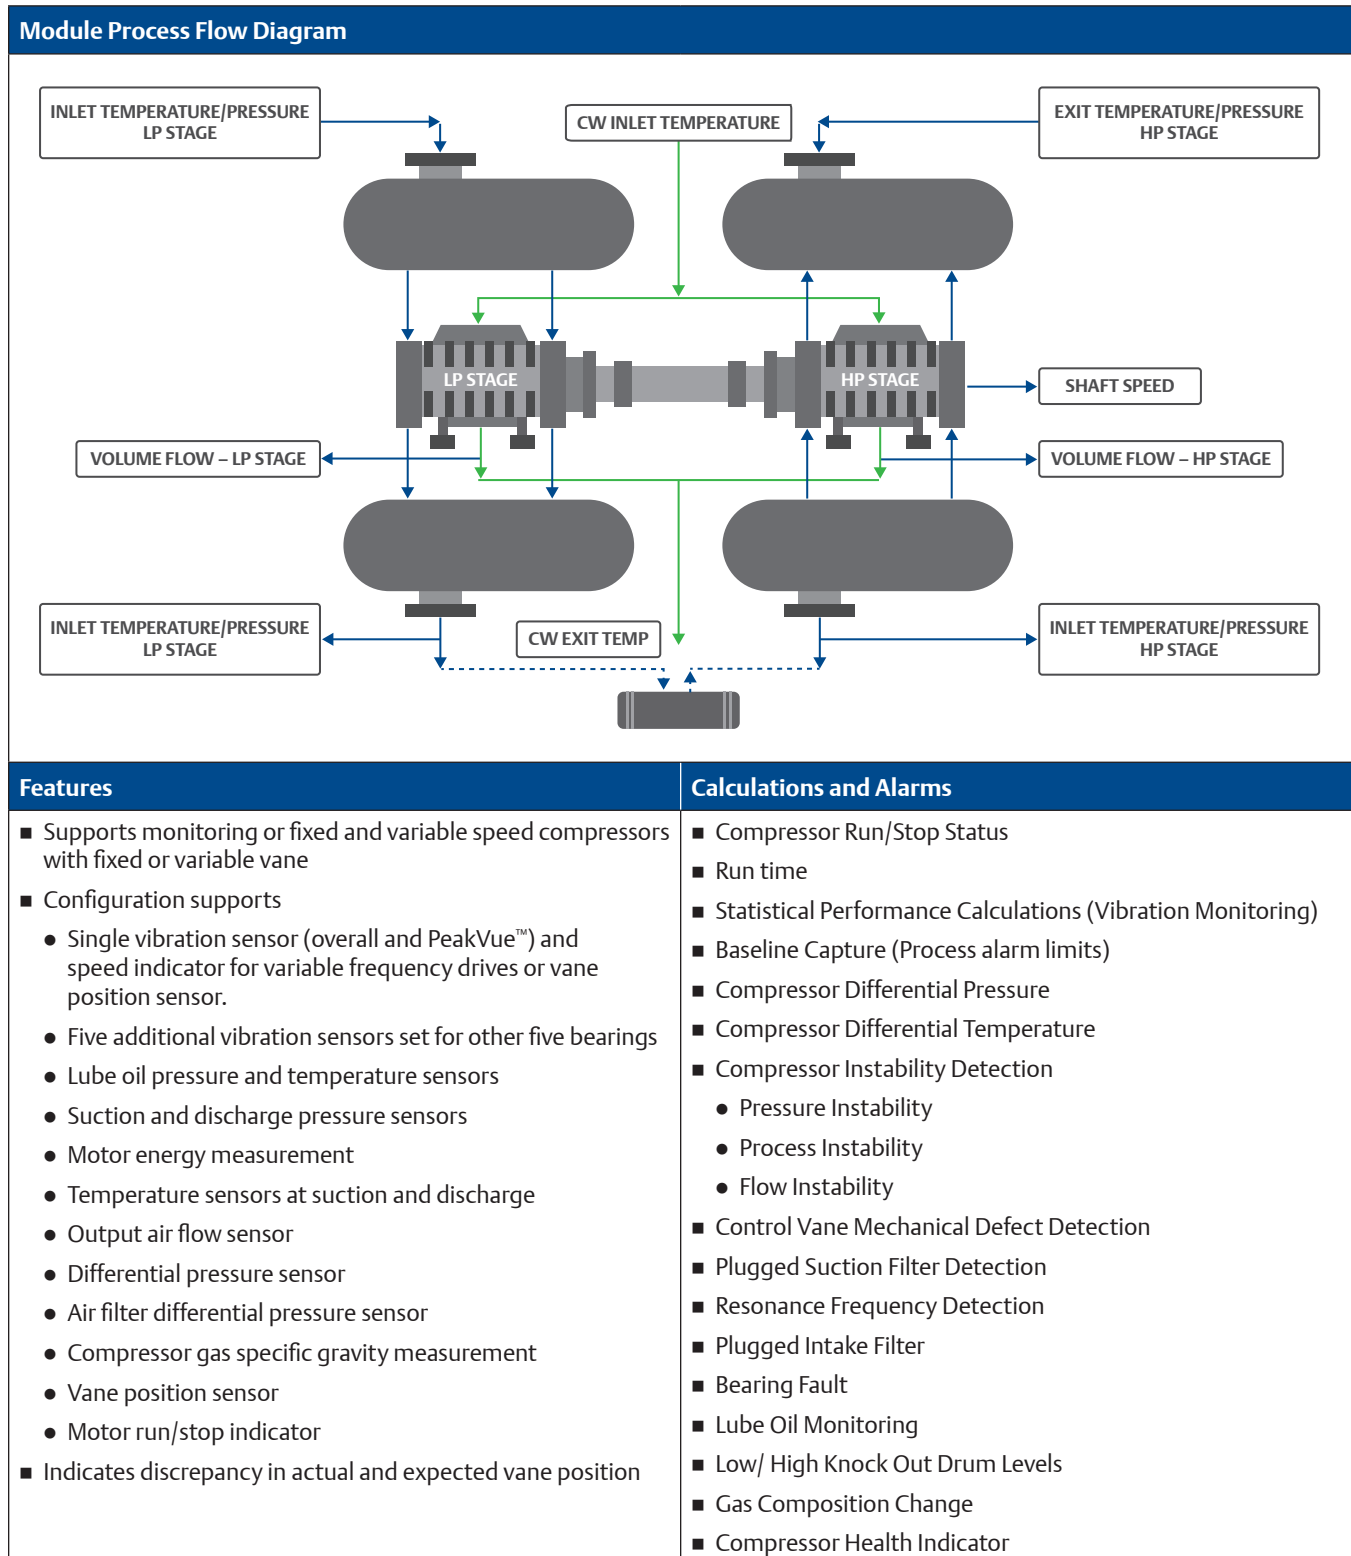 Module Process Flow Diagram
INLET TEMPERATURE/PRESSURE
LP STAGE
CW INLET TEMPERATURE
EXIT TEMPERATURE/PRESSURE
HP STAGE
LP STAGE
HP STAGE
SHAFT SPEED
VOLUME FLOW – LP STAGE
VOLUME FLOW – HP STAGE
INLET TEMPERATURE/PRESSURE
LP STAGE
CW EXIT TEMP
INLET TEMPERATURE/PRESSURE
HP STAGE
Features
■ Supports monitoring or fixed and variable speed compressors
with fixed or variable vane
■ Configuration supports
● Single vibration sensor (overall and PeakVue™) and
speed indicator for variable frequency drives or vane
position sensor.
● Five additional vibration sensors set for other five bearings
● Lube oil pressure and temperature sensors
● Suction and discharge pressure sensors
● Motor energy measurement
● Temperature sensors at suction and discharge
● Output air flow sensor
● Differential pressure sensor
● Air filter differential pressure sensor
● Compressor gas specific gravity measurement
● Vane position sensor
● Motor run/stop indicator
■ Indicates discrepancy in actual and expected vane position
Calculations and Alarms
■ Compressor Run/Stop Status
■ Run time
■ Statistical Performance Calculations (Vibration Monitoring)
■ Baseline Capture (Process alarm limits)
■ Compressor Differential Pressure
■ Compressor Differential Temperature
■ Compressor Instability Detection
● Pressure Instability
● Process Instability
● Flow Instability
■ Control Vane Mechanical Defect Detection
■ Plugged Suction Filter Detection
■ Resonance Frequency Detection
■ Plugged Intake Filter
■ Bearing Fault
■ Lube Oil Monitoring
■ Low/ High Knock Out Drum Levels
■ Gas Composition Change
■ Compressor Health Indicator